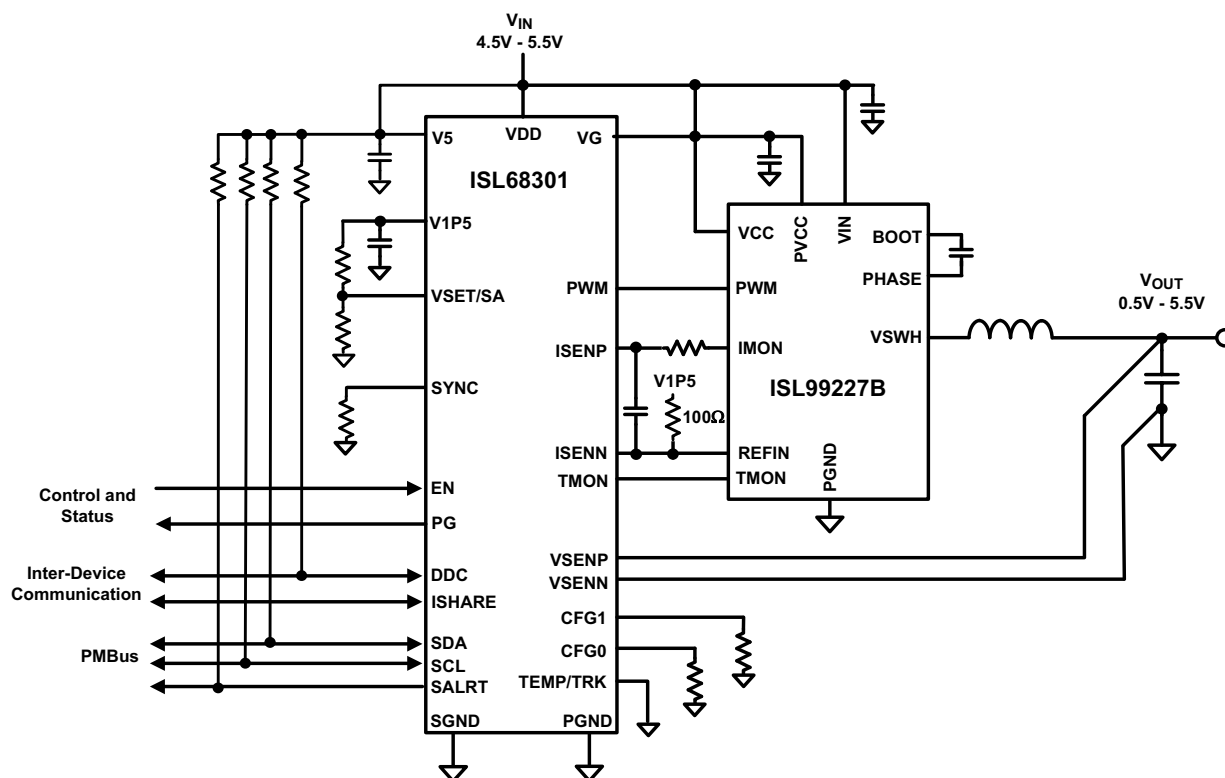 VIN
4.5V - 5.5V
V5
VDD
VG
ISL68301
V1P5
VCC
PVCC
VIN
BOOT
PHASE
VOUT
0.5V - 5.5V
VSET/SA
PWM
PWM
VSWH
ISENP
IMON
V1P5
ISL99227B
SYNC
100Ω
ISENN
REFIN
TMON
TMON
PGND
Control and
Status
EN
PG
VSENP
VSENN
Inter-Device
Communication
DDC
ISHARE
CFG1
PMBus
SDA
SCL
SALRT
CFG0
TEMP/TRK
SGND
PGND